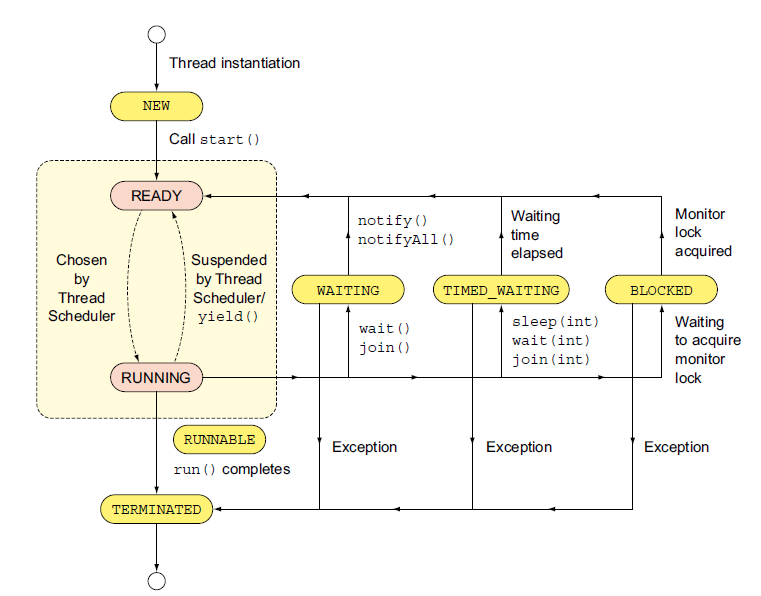 Thread instantiation
NEW
Call start()
READY
notify()
notifyAll()
Waiting
time
elapsed
Monitor
lock
acquired
Chosen
by
Thread
Scheduler
Suspended
by Thread
Scheduler/
yield()
WAITING
TIMED_WAITING
BLOCKED
wait()
join()
sleep(int)
wait(int)
join(int)
Waiting
to acquire
monitor
lock
RUNNING
RUNNABLE
run() completes
Exception
Exception
Exception
TERMINATED